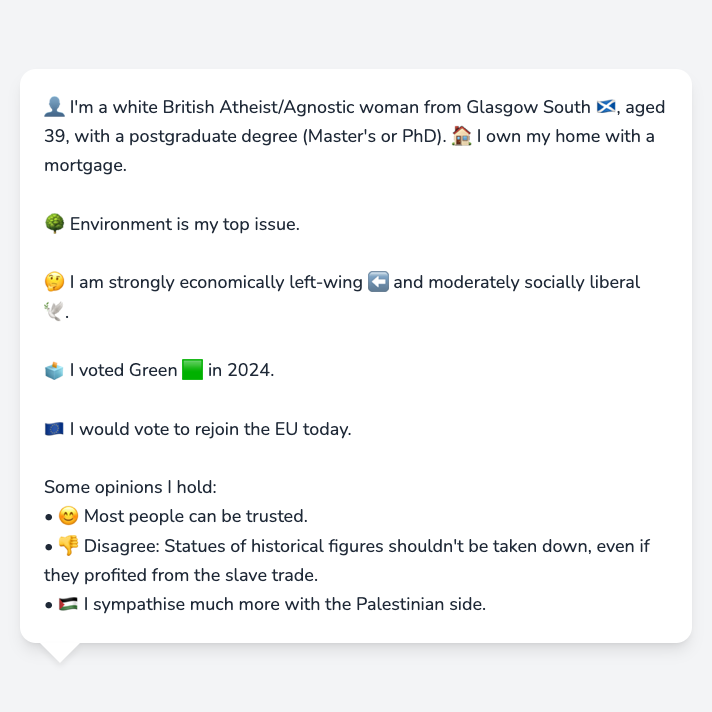 👤 I'm a white British Atheist/Agnostic woman from Glasgow South 🏴󠁧󠁢󠁳󠁣󠁴󠁿, aged
39, with a postgraduate degree (Master's or PhD). 🏠 I own my home with a
mortgage.
🌳 Environment is my top issue.
🤔 I am strongly economically left-wing ⬅️ and moderately socially liberal
🕊️.
🗳️ I voted Green 🟩 in 2024.
🇪🇺 I would vote to rejoin the EU today.
Some opinions I hold:
• 😊 Most people can be trusted.
• 👎 Disagree: Statues of historical figures shouldn't be taken down, even if
they profited from the slave trade.
• 🇵🇸 I sympathise much more with the Palestinian side.